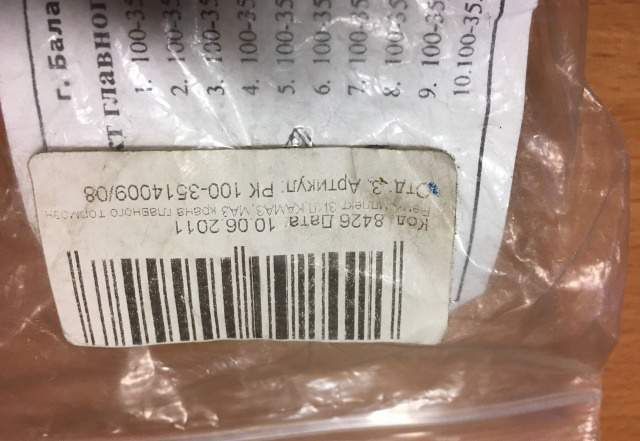 г. Бала
кт главног
1. 100-35
2. 100-35
3. 100-35
4. 100-35
5. 100-35
6. 100-35
7. 100-35
8. 100-35
9. 100-35
10. 100-35
Код: 8426 Дата: 10.06.2011
ЗИЛ,КАМАЗ,МАЗ крана главного тормозн
Отд: 3. Артикул: РК 100-3514009/08